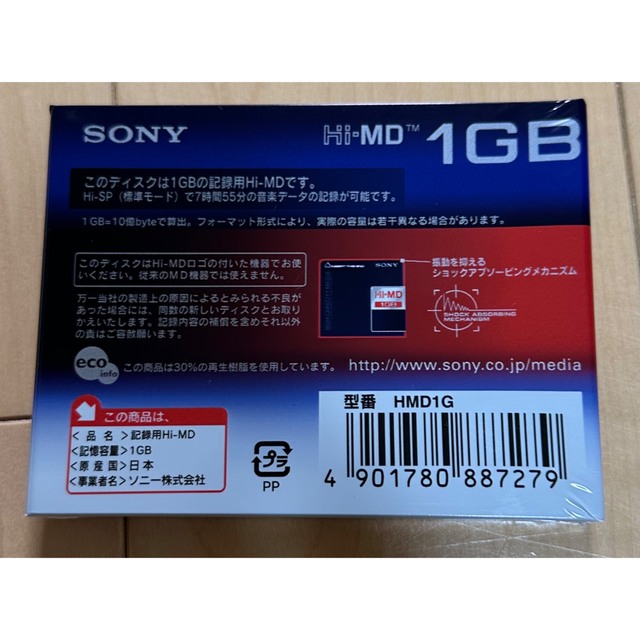 SONY
Hi-MD™ 1GB
このディスクは1GBの記録用Hi-MDです。
Hi-SP（標準モード）で7時間55分の音楽データの記録が可能です。
1GB=10億byteで算出。フォーマット形式により、実際の容量は若干異なる場合があります。
このディスクはHi-MDロゴの付いた機器でお使
いください。従来のMD機器では使えません。
万一当社の製造上の原因によるとみられる不良が
あった場合には、同数の新しいディスクとお取り
かえいたします。記録内容の補償を含めそれ以外
の責はご容赦願います。
SONY
Hi-MD
1GB
振動を抑える
ショックアブソービングメカニズム
SHOCK ABSORBING
MECHANISM
eco
info
この商品は30%の再生樹脂を使用しています。
http://www.sony.co.jp/media
この商品は、
<品名>記録用Hi-MD
<記憶容量>1GB
<原産国>日本
<事業者名>ソニー株式会社
プラ
PP
型番 HMD1G
4 901780 887279